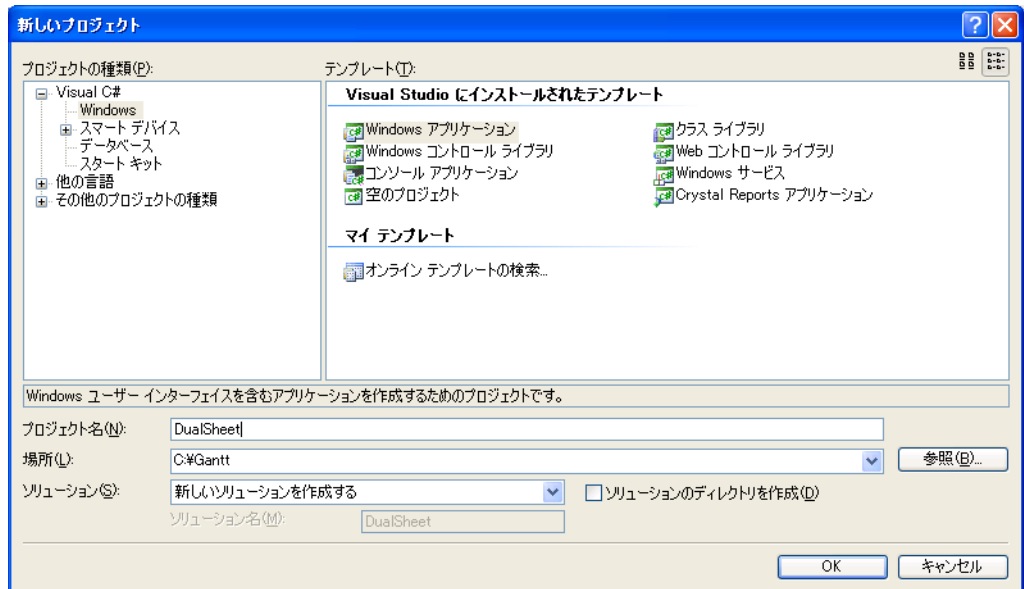 新しいプロジェクト
プロジェクトの種類(P):
テンプレート(T):
Visual C#
Windows
スマート デバイス
データベース
スタート キット
他の言語
その他のプロジェクトの種類
Visual Studio にインストールされたテンプレート
Windows アプリケーション
クラス ライブラリ
Windows コントロール ライブラリ
Web コントロール ライブラリ
コンソール アプリケーション
Windows サービス
空のプロジェクト
Crystal Reports アプリケーション
マイ テンプレート
オンライン テンプレートの検索...
Windows ユーザー インターフェイスを含むアプリケーションを作成するためのプロジェクトです。
プロジェクト名(N): DualSheet
場所(L): C:¥Gantt 参照(B)...
ソリューション(S): 新しいソリューションを作成する ソリューションのディレクトリを作成(D)
ソリューション名(M): DualSheet
OK キャンセル